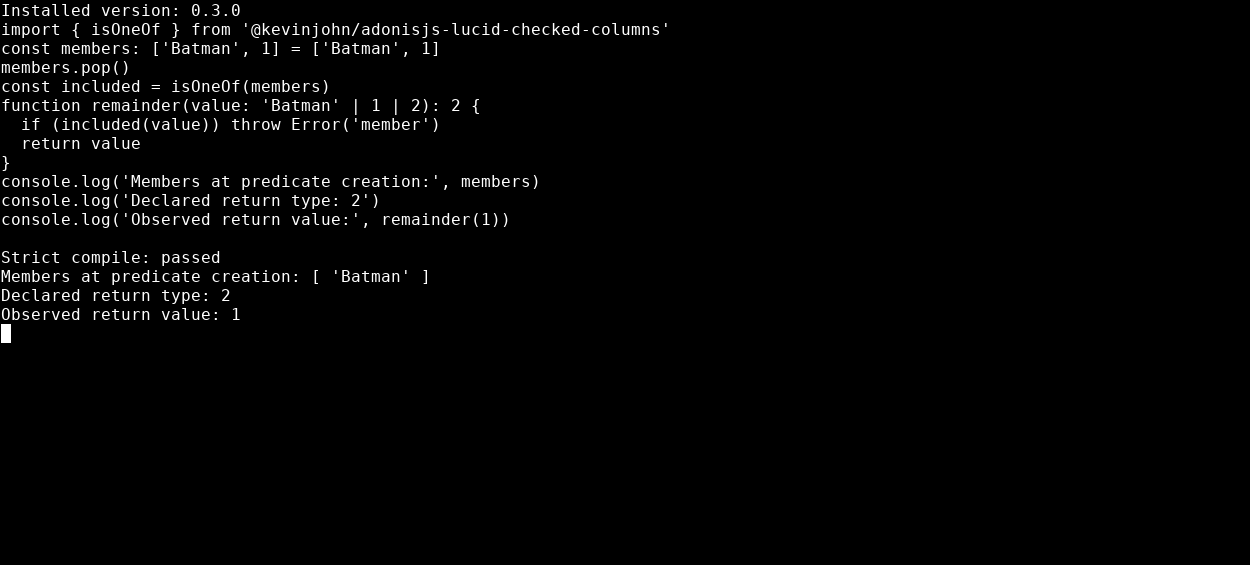 Installed version: 0.3.0
import { isOneOf } from '@kevinjohn/adonisjs-lucid-checked-columns'
const members: ['Batman', 1] = ['Batman', 1]
members.pop()
const included = isOneOf(members)
function remainder(value: 'Batman' | 1 | 2): 2 {
  if (included(value)) throw Error('member')
  return value
}
console.log('Members at predicate creation:', members)
console.log('Declared return type: 2')
console.log('Observed return value:', remainder(1))

Strict compile: passed
Members at predicate creation: [ 'Batman' ]
Declared return type: 2
Observed return value: 1